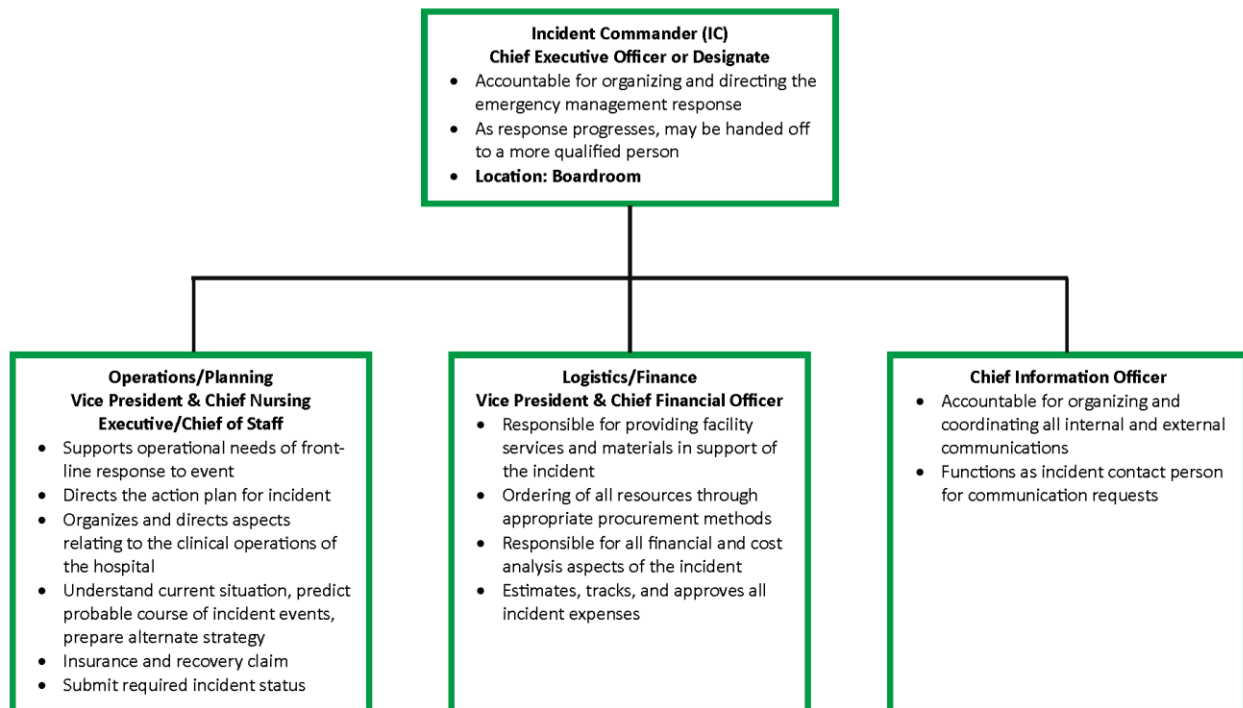 Incident Commander (IC)
Chief Executive Officer or Designate
• Accountable for organizing and directing the
emergency management response
• As response progresses, may be handed off
to a more qualified person
• Location: Boardroom
Operations/Planning
Vice President & Chief Nursing
Executive/Chief of Staff
• Supports operational needs of front-
line response to event
• Directs the action plan for incident
• Organizes and directs aspects
relating to the clinical operations of
the hospital
• Understand current situation, predict
probable course of incident events,
prepare alternate strategy
• Insurance and recovery claim
• Submit required incident status
Logistics/Finance
Vice President & Chief Financial Officer
• Responsible for providing facility
services and materials in support of
the incident
• Ordering of all resources through
appropriate procurement methods
• Responsible for all financial and cost
analysis aspects of the incident
• Estimates, tracks, and approves all
incident expenses
Chief Information Officer
• Accountable for organizing and
coordinating all internal and external
communications
• Functions as incident contact person
for communication requests